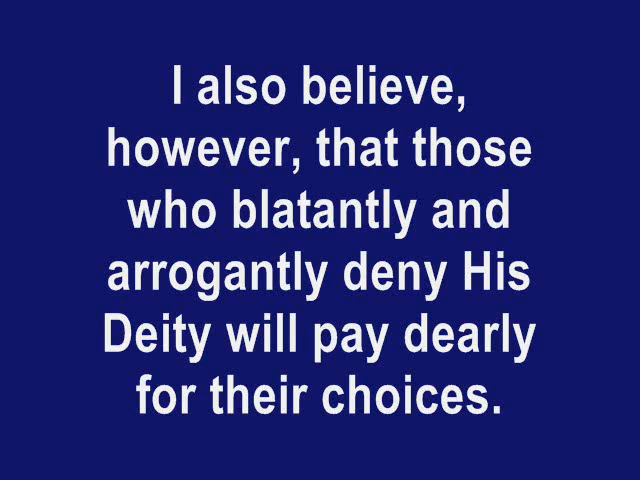 I also believe,
however, that those
who blatantly and
arrogantly deny His
Deity will pay dearly
for their choices.